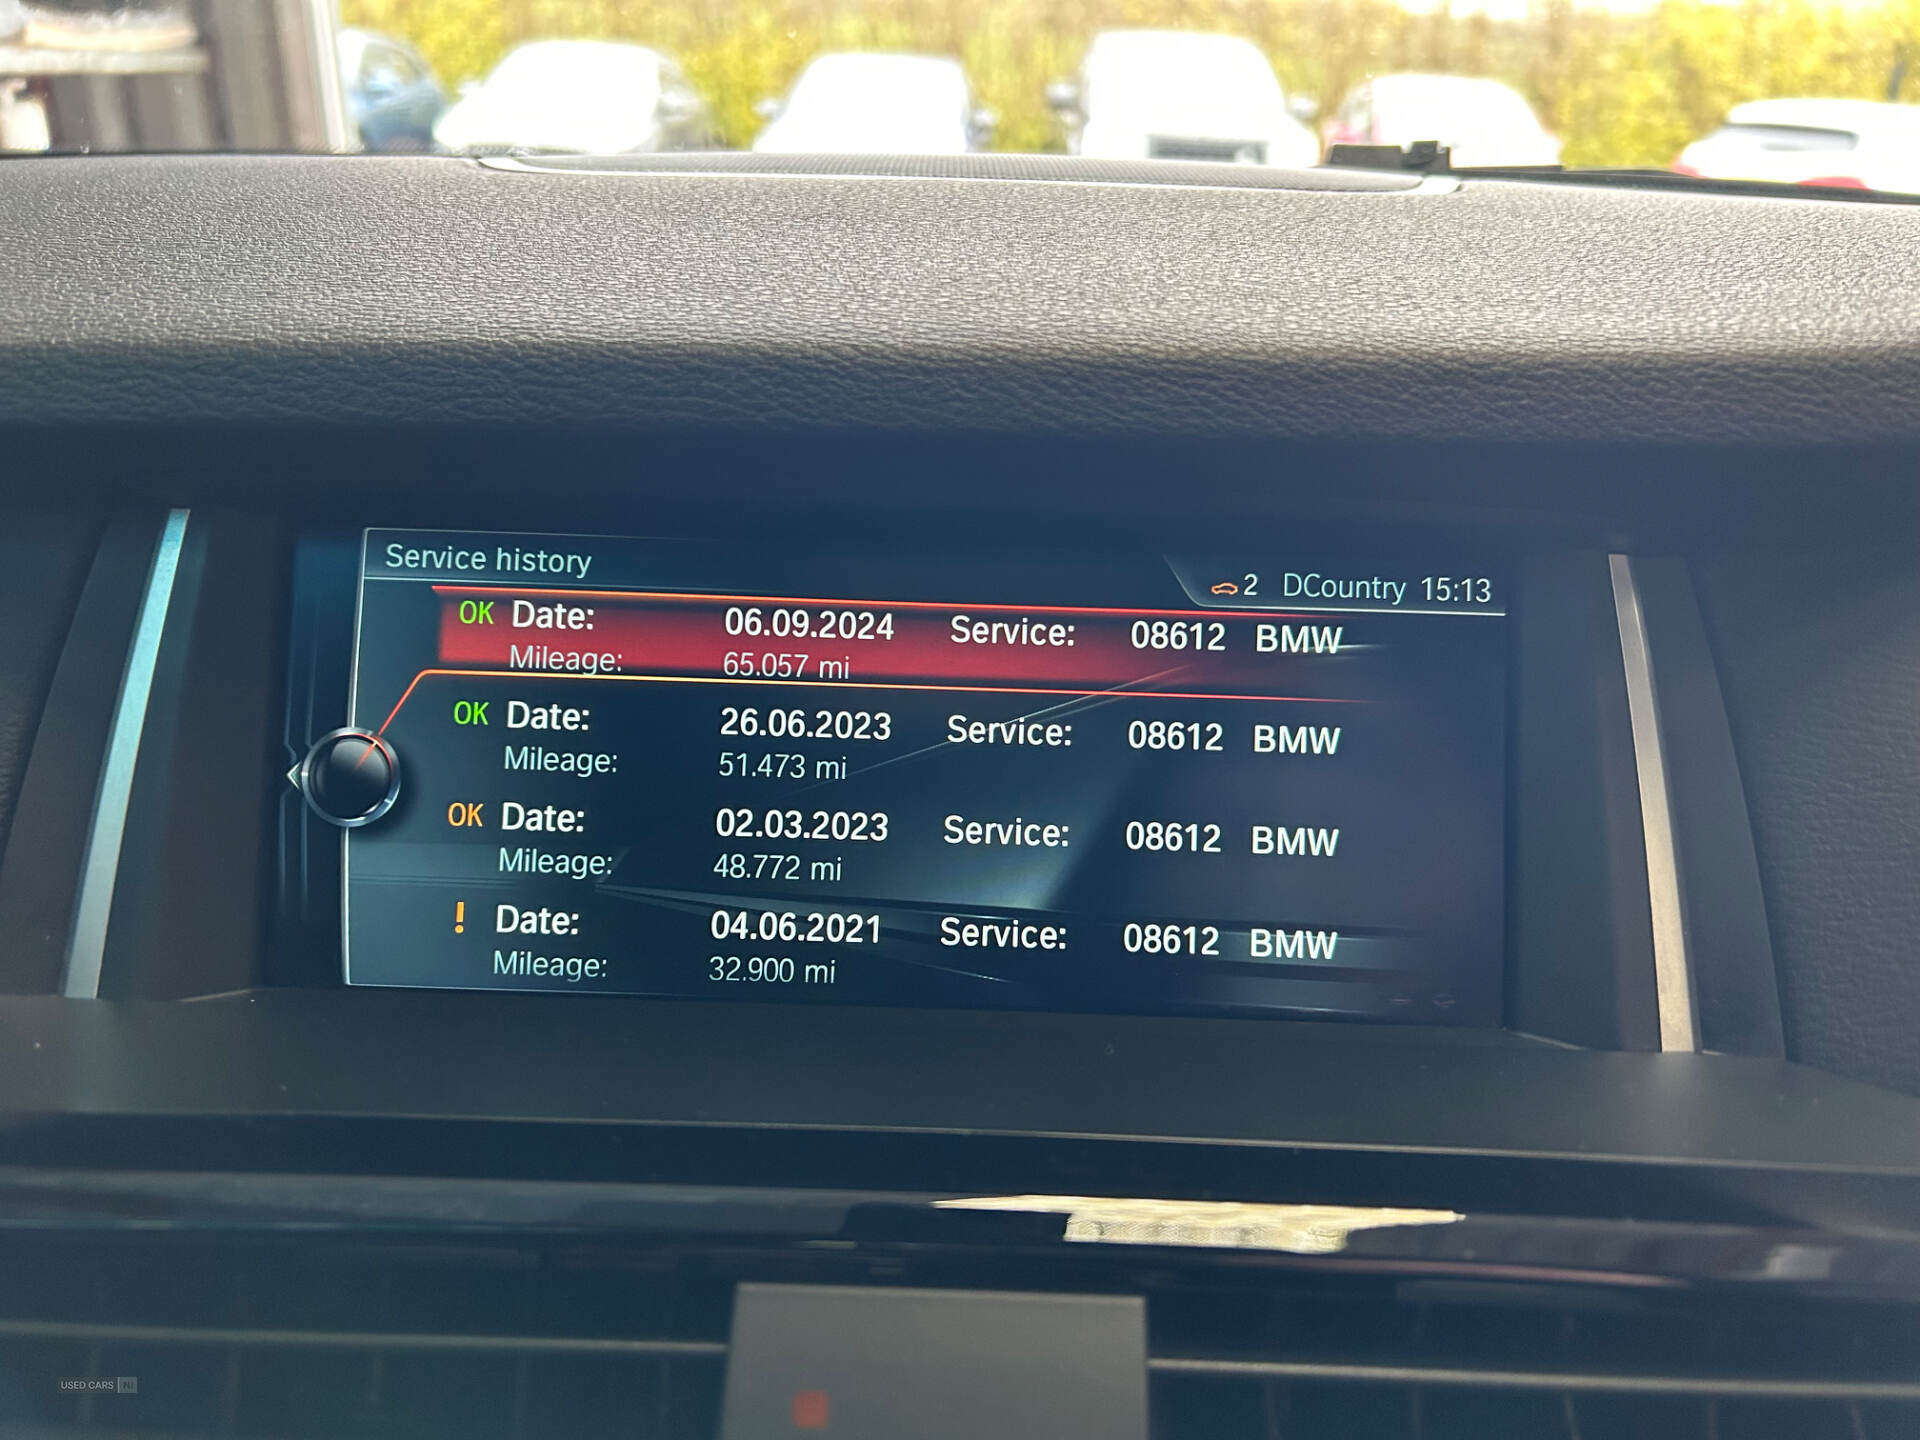 Service history
2 DCountry 15:13
OK Date: 06.09.2024 Service: 08612 BMW
Mileage: 65.057 mi
OK Date: 26.06.2023 Service: 08612 BMW
Mileage: 51.473 mi
OK Date: 02.03.2023 Service: 08612 BMW
Mileage: 48.772 mi
! Date: 04.06.2021 Service: 08612 BMW
Mileage: 32.900 mi
USED CARS NI